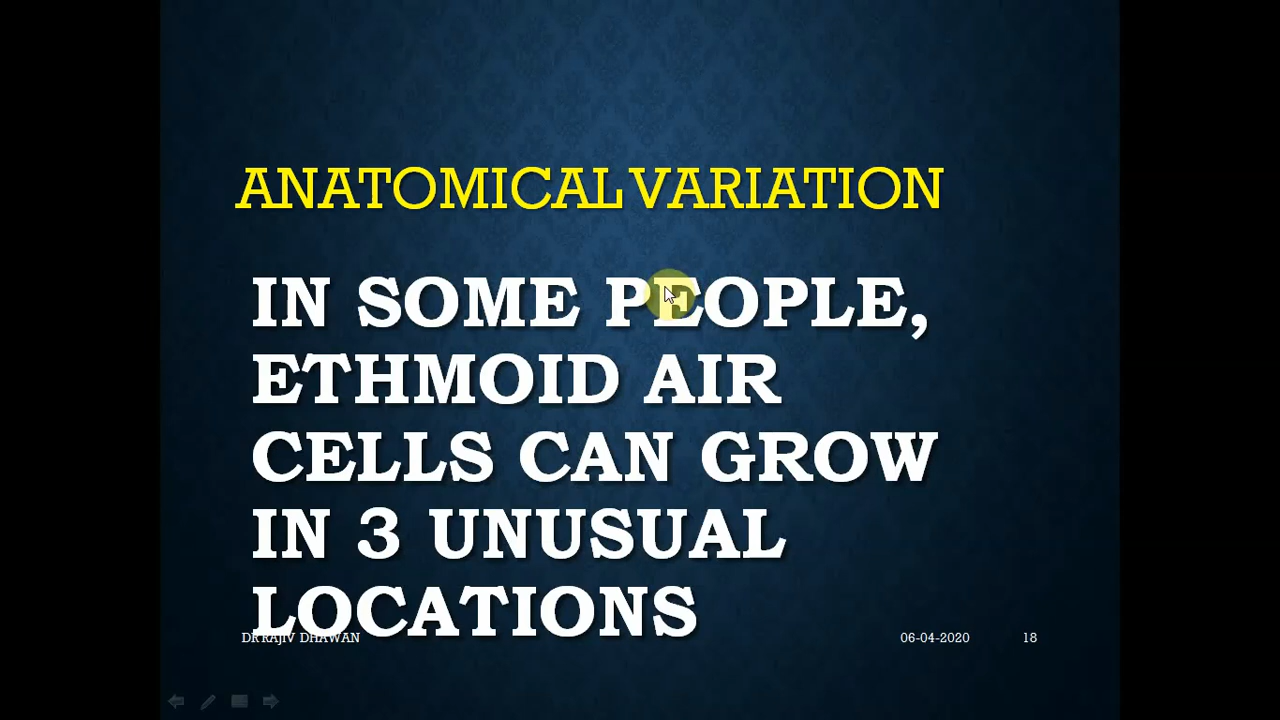 ANATOMICAL VARIATION
IN SOME PEOPLE,
ETHMOID AIR
CELLS CAN GROW
IN 3 UNUSUAL
LOCATIONS
DR RAJIV DHAWAN
06-04-2020
18